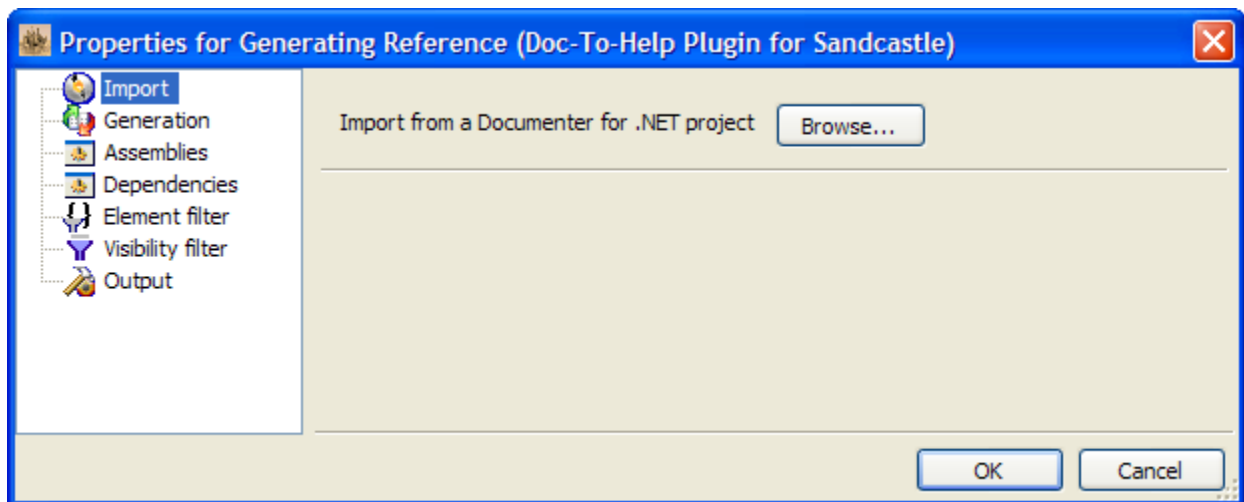 Properties for Generating Reference (Doc-To-Help Plugin for Sandcastle)
Import
Generation
Assemblies
Dependencies
Element filter
Visibility filter
Output
Import from a Documenter for .NET project
Browse...
OK
Cancel